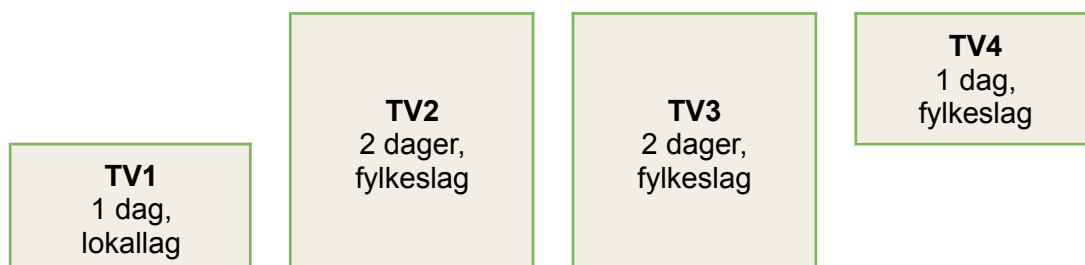 TV1
1 dag,
lokallag
TV2
2 dager,
fylkeslag
TV3
2 dager,
fylkeslag
TV4
1 dag,
fylkeslag